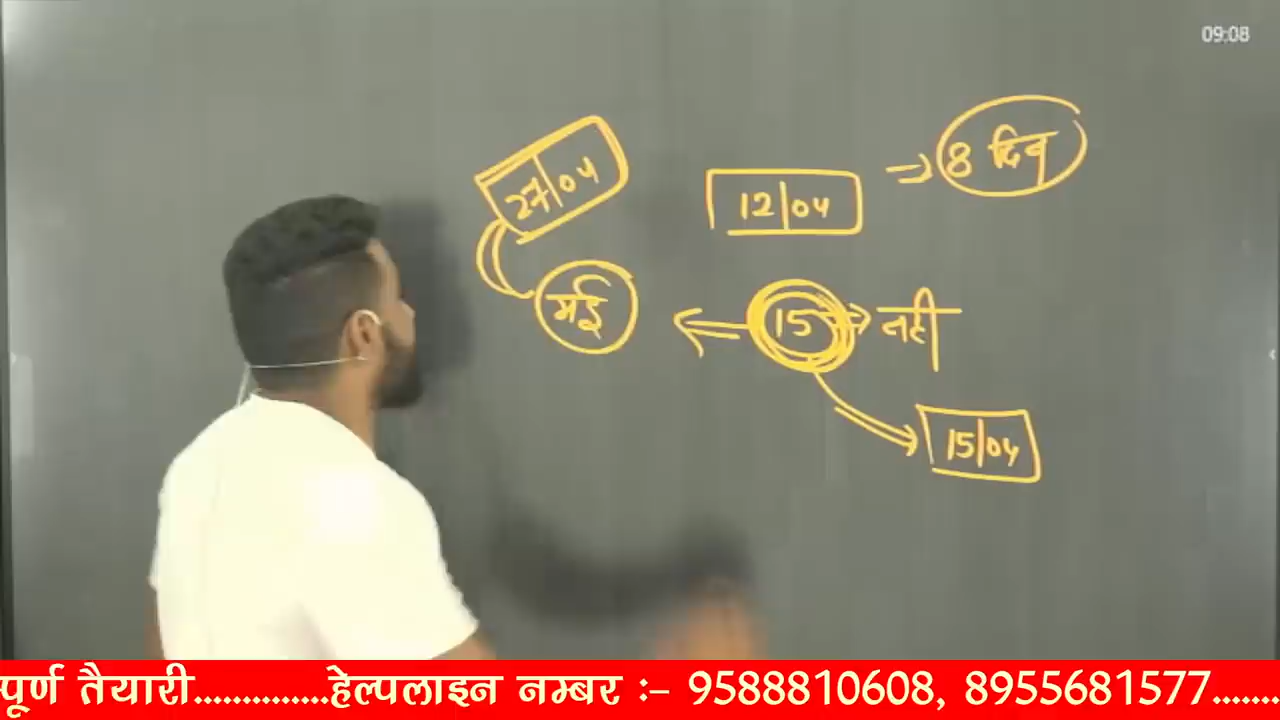 09:08
27/04
12/04
8 दिन
मई
15
नही
15/04
पूर्ण तैयारी.............हेल्पलाइन नम्बर :- 9588810608, 8955681577.......